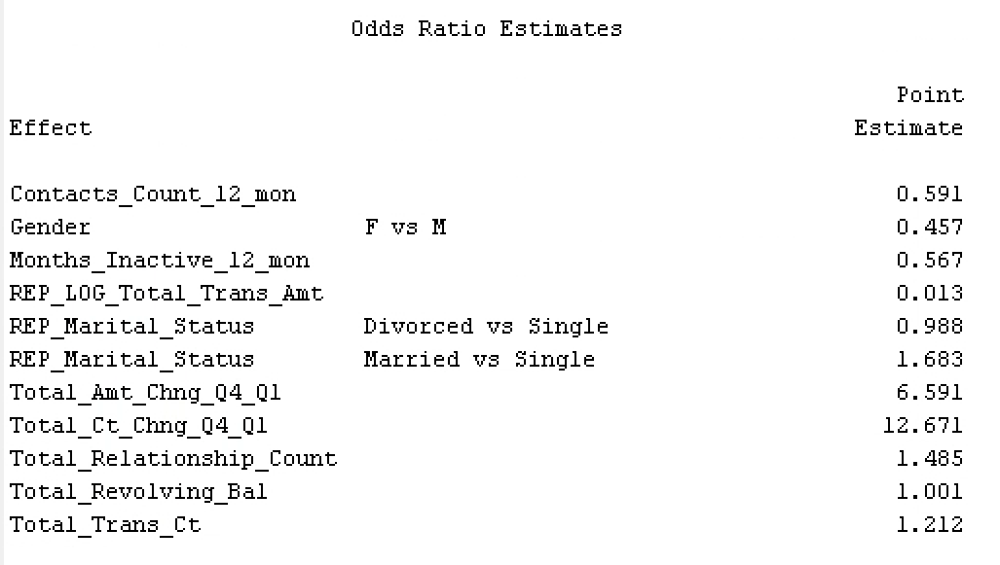 Odds Ratio Estimates
Point
Effect Estimate
Contacts_Count_12_mon 0.591
Gender F vs M 0.457
Months_Inactive_12_mon 0.567
REP_LOG_Total_Trans_Amt 0.013
REP_Marital_Status Divorced vs Single 0.988
REP_Marital_Status Married vs Single 1.683
Total_Amt_Chng_Q4_Q1 6.591
Total_Ct_Chng_Q4_Q1 12.671
Total_Relationship_Count 1.485
Total_Revolving_Bal 1.001
Total_Trans_Ct 1.212